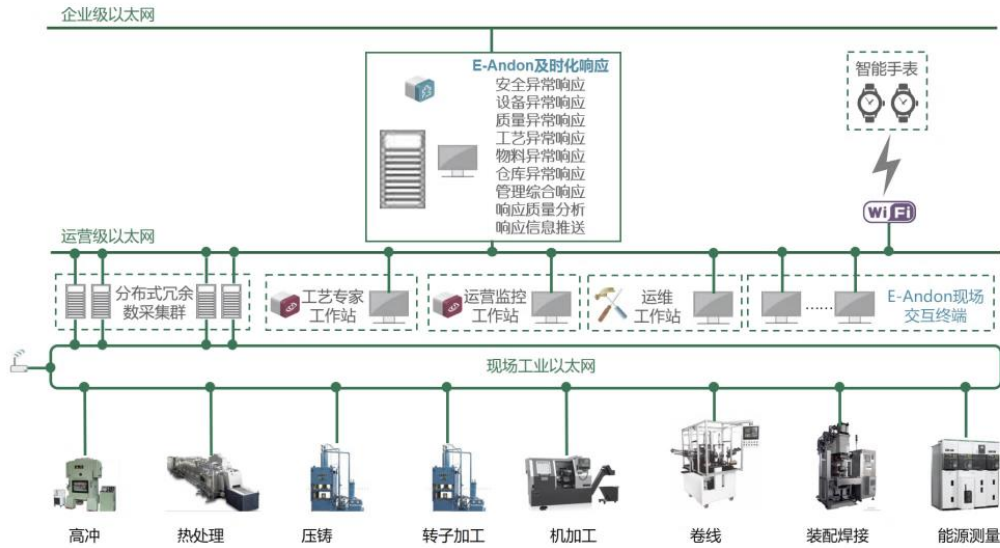 企业级以太网
E-Andon及时化响应
安全异常响应
设备异常响应
质量异常响应
工艺异常响应
物料异常响应
仓库异常响应
管理综合响应
响应质量分析
响应信息推送
智能手表
WiFi
运营级以太网
分布式冗余
数采集群
工艺专家
工作站
运营监控
工作站
运维
工作站
E-Andon现场
交互终端
现场工业以太网
高冲
热处理
压铸
转子加工
机加工
卷线
装配焊接
能源测量